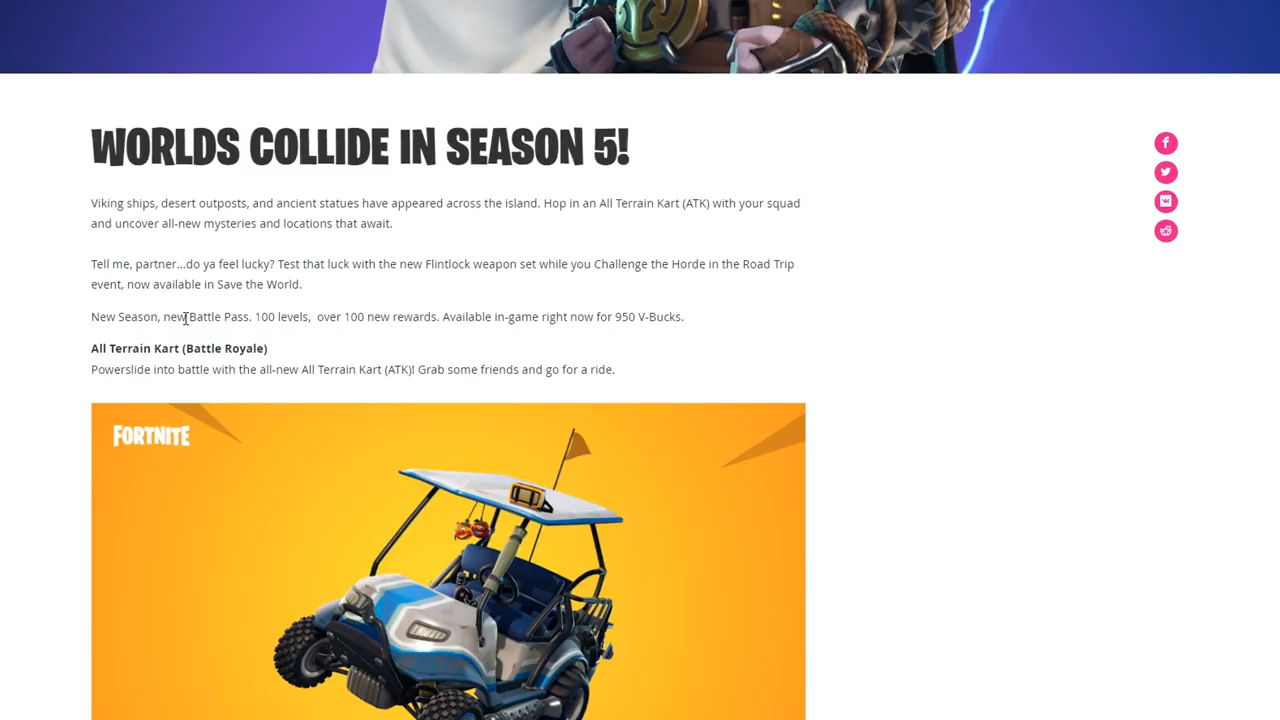 WORLDS COLLIDE IN SEASON 5!
Viking ships, desert outposts, and ancient statues have appeared across the island. Hop in an All Terrain Kart (ATK) with your squad
and uncover all-new mysteries and locations that await.
Tell me, partner...do ya feel lucky? Test that luck with the new Flintlock weapon set while you Challenge the Horde in the Road Trip
event, now available in Save the World.
New Season, new Battle Pass. 100 levels,  over 100 new rewards. Available in-game right now for 950 V-Bucks.
All Terrain Kart (Battle Royale)
Powerslide into battle with the all-new All Terrain Kart (ATK)! Grab some friends and go for a ride.
FORTNITE